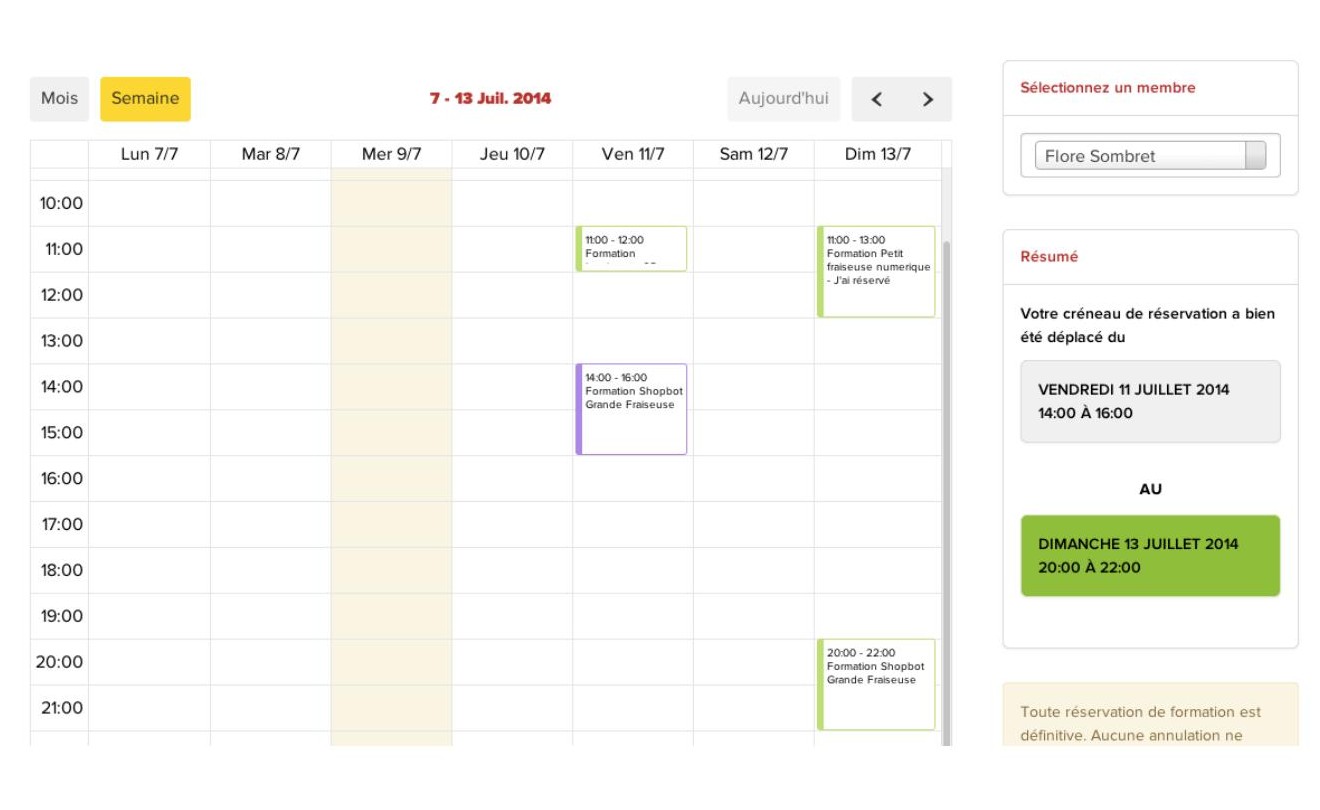 Mois
Semaine
7 - 13 Juil. 2014
Aujourd'hui
Lun 7/7
Mar 8/7
Mer 9/7
Jeu 10/7
Ven 11/7
Sam 12/7
Dim 13/7
10:00
11:00
12:00
13:00
14:00
15:00
16:00
17:00
18:00
19:00
20:00
21:00
11:00 - 12:00
Formation
14:00 - 16:00
Formation Shopbot
Grande Fraiseuse
11:00 - 13:00
Formation Petit
fraiseuse numerique
- J'ai réservé
20:00 - 22:00
Formation Shopbot
Grande Fraiseuse
Sélectionnez un membre
Flore Sombret
Résumé
Votre créneau de réservation a bien
été déplacé du
VENDREDI 11 JUILLET 2014
14:00 À 16:00
AU
DIMANCHE 13 JUILLET 2014
20:00 À 22:00
Toute réservation de formation est
définitive. Aucune annulation ne